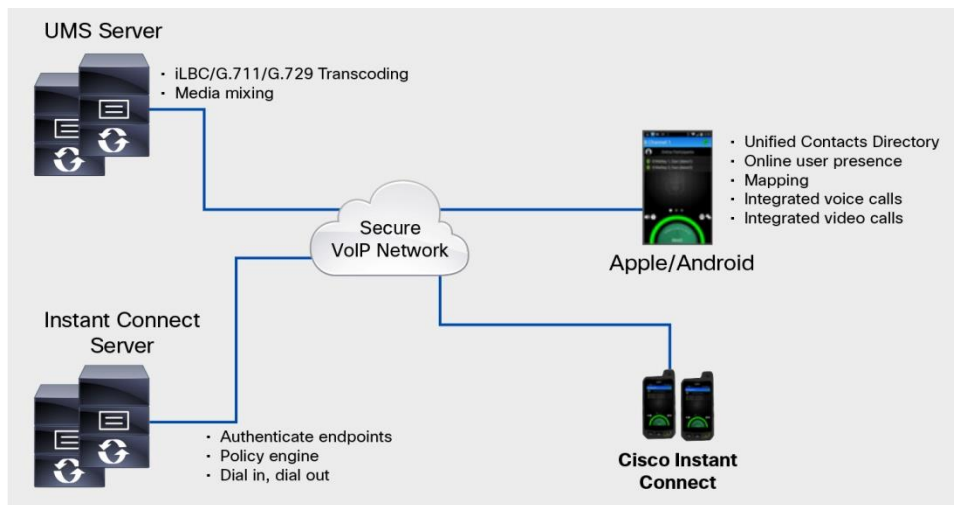 UMS Server
· iLBC/G.711/G.729 Transcoding
· Media mixing
· Unified Contacts Directory
· Online user presence
· Mapping
· Integrated voice calls
· Integrated video calls
Apple/Android
Secure
VoIP Network
Instant Connect
Server
· Authenticate endpoints
· Policy engine
· Dial in, dial out
Cisco Instant
Connect